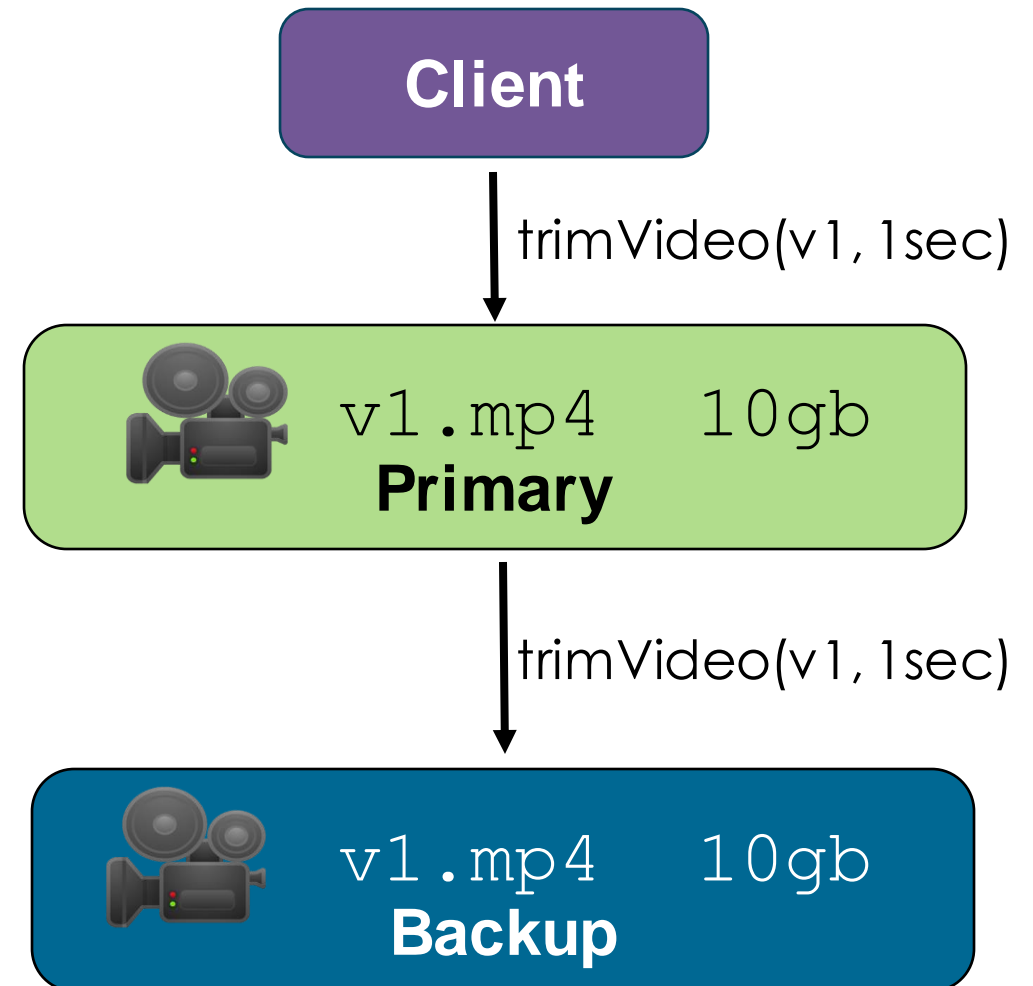 Client
trimVideo(v1, 1sec)
v1.mp4 10gb
Primary
trimVideo(v1, 1sec)
v1.mp4 10gb
Backup